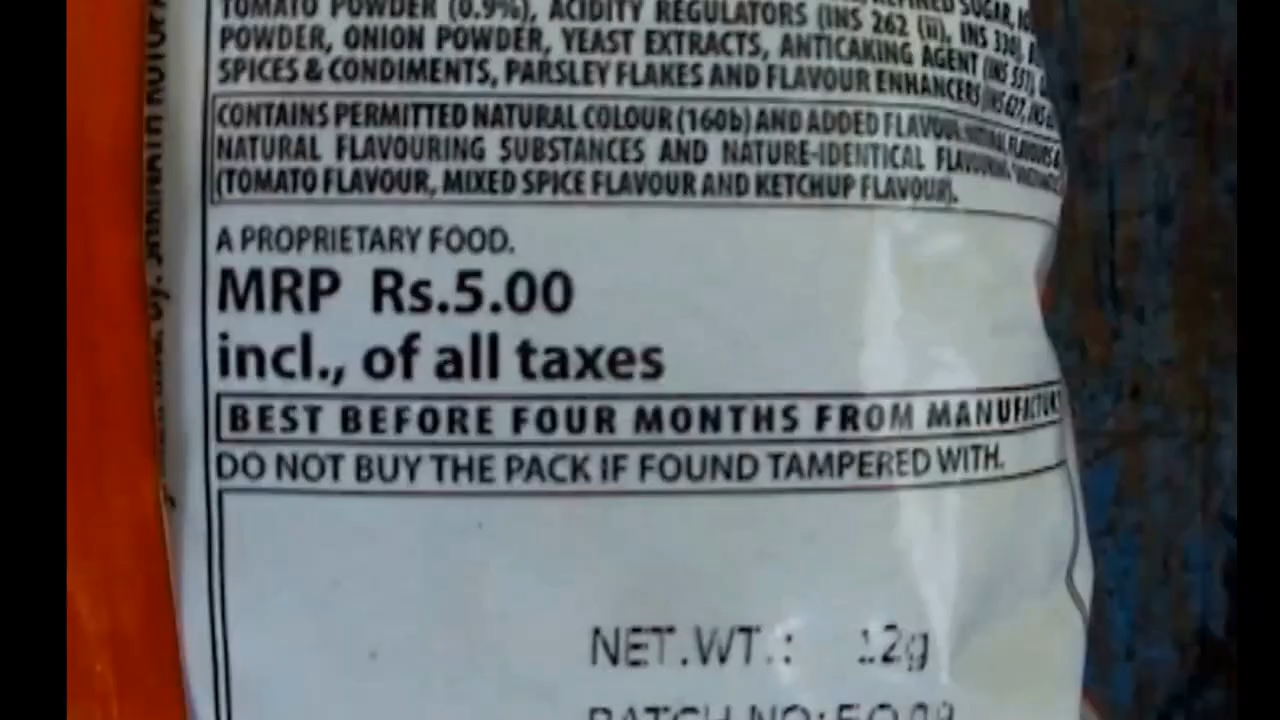 TOMATO POWDER (0.9%), ACIDITY REGULATORS (INS 262 (ii), INS 330),
POWDER, ONION POWDER, YEAST EXTRACTS, ANTICAKING AGENT (INS 551)
SPICES & CONDIMENTS, PARSLEY FLAKES AND FLAVOUR ENHANCERS (INS 627, INS
CONTAINS PERMITTED NATURAL COLOUR (160b) AND ADDED FLAVOUR
NATURAL FLAVOURING SUBSTANCES AND NATURE-IDENTICAL FLAVOURING SUBSTANCES
(TOMATO FLAVOUR, MIXED SPICE FLAVOUR AND KETCHUP FLAVOUR).
A PROPRIETARY FOOD.
MRP Rs.5.00
incl., of all taxes
BEST BEFORE FOUR MONTHS FROM MANUFACTURE
DO NOT BUY THE PACK IF FOUND TAMPERED WITH.
NET.WT.: 12g
BATCH NO: